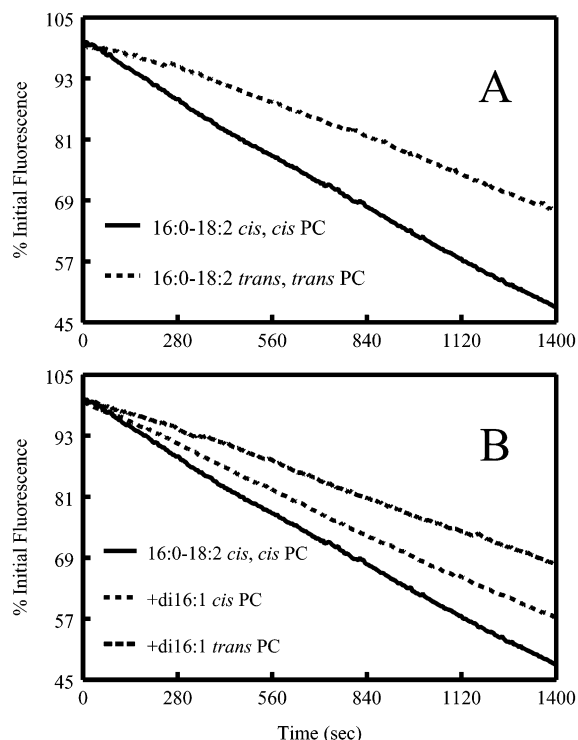 105
93
81
69
57
45
% Initial Fluorescence
A
16:0-18:2 cis, cis PC
16:0-18:2 trans, trans PC
0 280 560 840 1120 1400
105
93
81
69
57
45
% Initial Fluorescence
B
16:0-18:2 cis, cis PC
+di16:1 cis PC
+di16:1 trans PC
0 280 560 840 1120 1400
Time (sec)